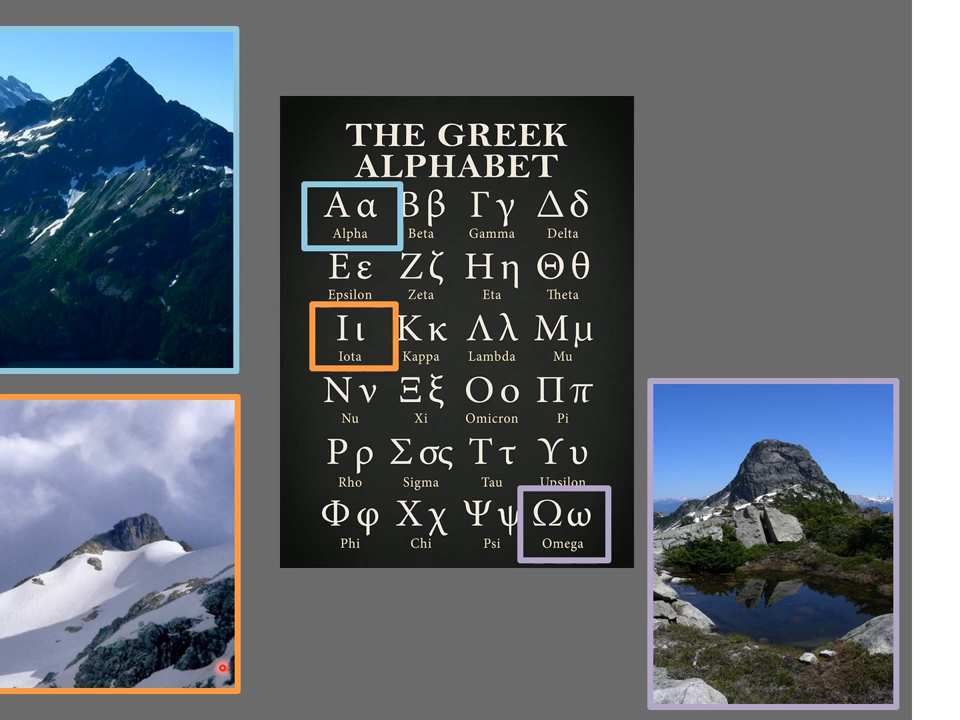 THE GREEK
ALPHABET
Αα Ββ Γγ Δδ
Alpha Beta Gamma Delta
Εε Ζζ Ηη Θθ
Epsilon Zeta Eta Theta
Ιι Κκ Λλ Μμ
Iota Kappa Lambda Mu
Νν Ξξ Οο Ππ
Nu Xi Omicron Pi
Ρρ Σσς Ττ Υυ
Rho Sigma Tau Upsilon
Φφ Χχ Ψψ Ωω
Phi Chi Psi Omega